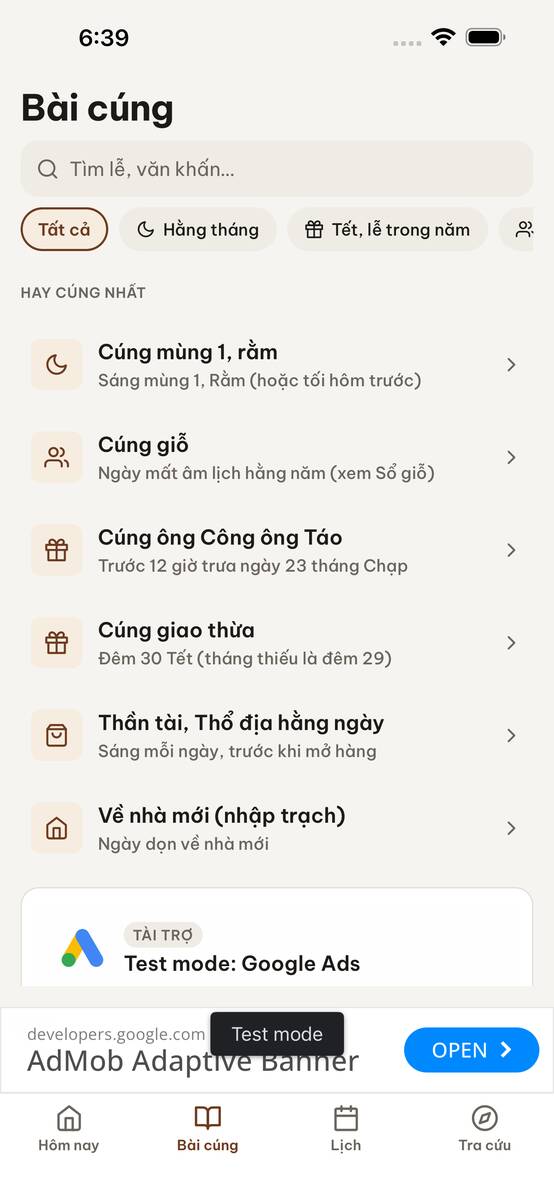 6:39
Bài cúng
Tìm lễ, văn khấn...
Tất cả
Hằng tháng
Tết, lễ trong năm
HAY CÚNG NHẤT
Cúng mùng 1, rằm
Sáng mùng 1, Rằm (hoặc tối hôm trước)
Cúng giỗ
Ngày mất âm lịch hằng năm (xem Sổ giỗ)
Cúng ông Công ông Táo
Trước 12 giờ trưa ngày 23 tháng Chạp
Cúng giao thừa
Đêm 30 Tết (tháng thiếu là đêm 29)
Thần tài, Thổ địa hằng ngày
Sáng mỗi ngày, trước khi mở hàng
Về nhà mới (nhập trạch)
Ngày dọn về nhà mới
TÀI TRỢ
Test mode: Google Ads
developers.google.com
Test mode
AdMob Adaptive Banner
OPEN
Hôm nay
Bài cúng
Lịch
Tra cứu